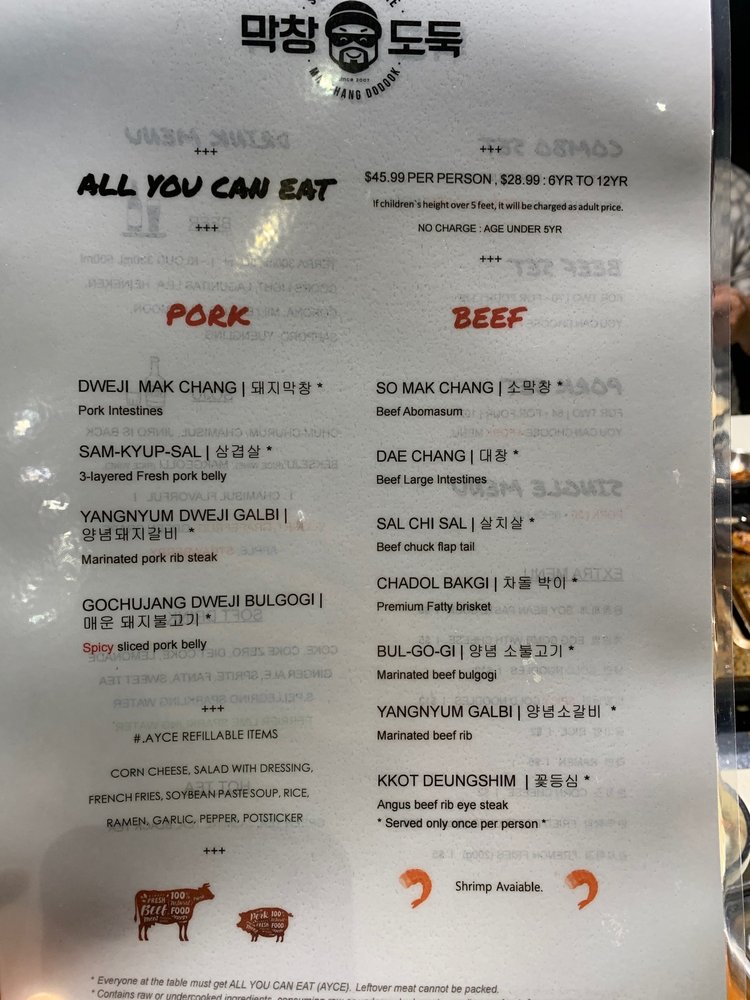 막창 도둑
SINCE 2007
MAKCHANG DODOOK
+++
ALL YOU CAN EAT
+++
+++
$45.99 PER PERSON , $28.99 : 6YR TO 12YR
If children`s height over 5 feet, it will be charged as adult price.
NO CHARGE : AGE UNDER 5YR
+++
PORK
DWEJI MAK CHANG | 돼지막창 *
Pork Intestines
SAM-KYUP-SAL | 삼겹살 *
3-layered Fresh pork belly
YANGNYUM DWEJI GALBI |
양념돼지갈비 *
Marinated pork rib steak
GOCHUJANG DWEJI BULGOGI |
매운 돼지불고기 *
Spicy sliced pork belly
+++
#.AYCE REFILLABLE ITEMS
CORN CHEESE, SALAD WITH DRESSING,
FRENCH FRIES, SOYBEAN PASTE SOUP, RICE,
RAMEN, GARLIC, PEPPER, POTSTICKER
+++
BEEF
SO MAK CHANG | 소막창 *
Beef Abomasum
DAE CHANG | 대창 *
Beef Large Intestines
SAL CHI SAL | 살치살 *
Beef chuck flap tail
CHADOL BAKGI | 차돌 박이 *
Premium Fatty brisket
BUL-GO-GI | 양념 소불고기 *
Marinated beef bulgogi
YANGNYUM GALBI | 양념소갈비 *
Marinated beef rib
KKOT DEUNGSHIM | 꽃등심 *
Angus beef rib eye steak
* Served only once per person *
Shrimp Avaiable.
FRESH Beef 100% FOOD
Pork 100% FOOD
* Everyone at the table must get ALL YOU CAN EAT (AYCE). Leftover meat cannot be packed.
* Contains raw or undercooked ingredients,